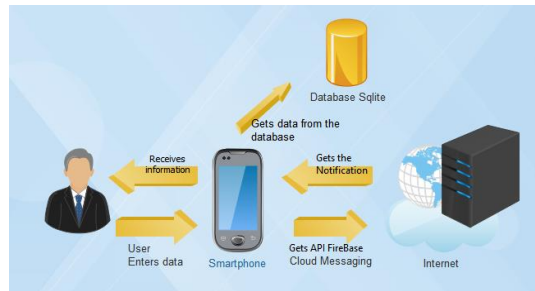 Database Sqlite
Gets data from the
database
Receives
information
Gets the
Notification
User
Enters data
Smartphone
Gets API FireBase
Cloud Messaging
Internet